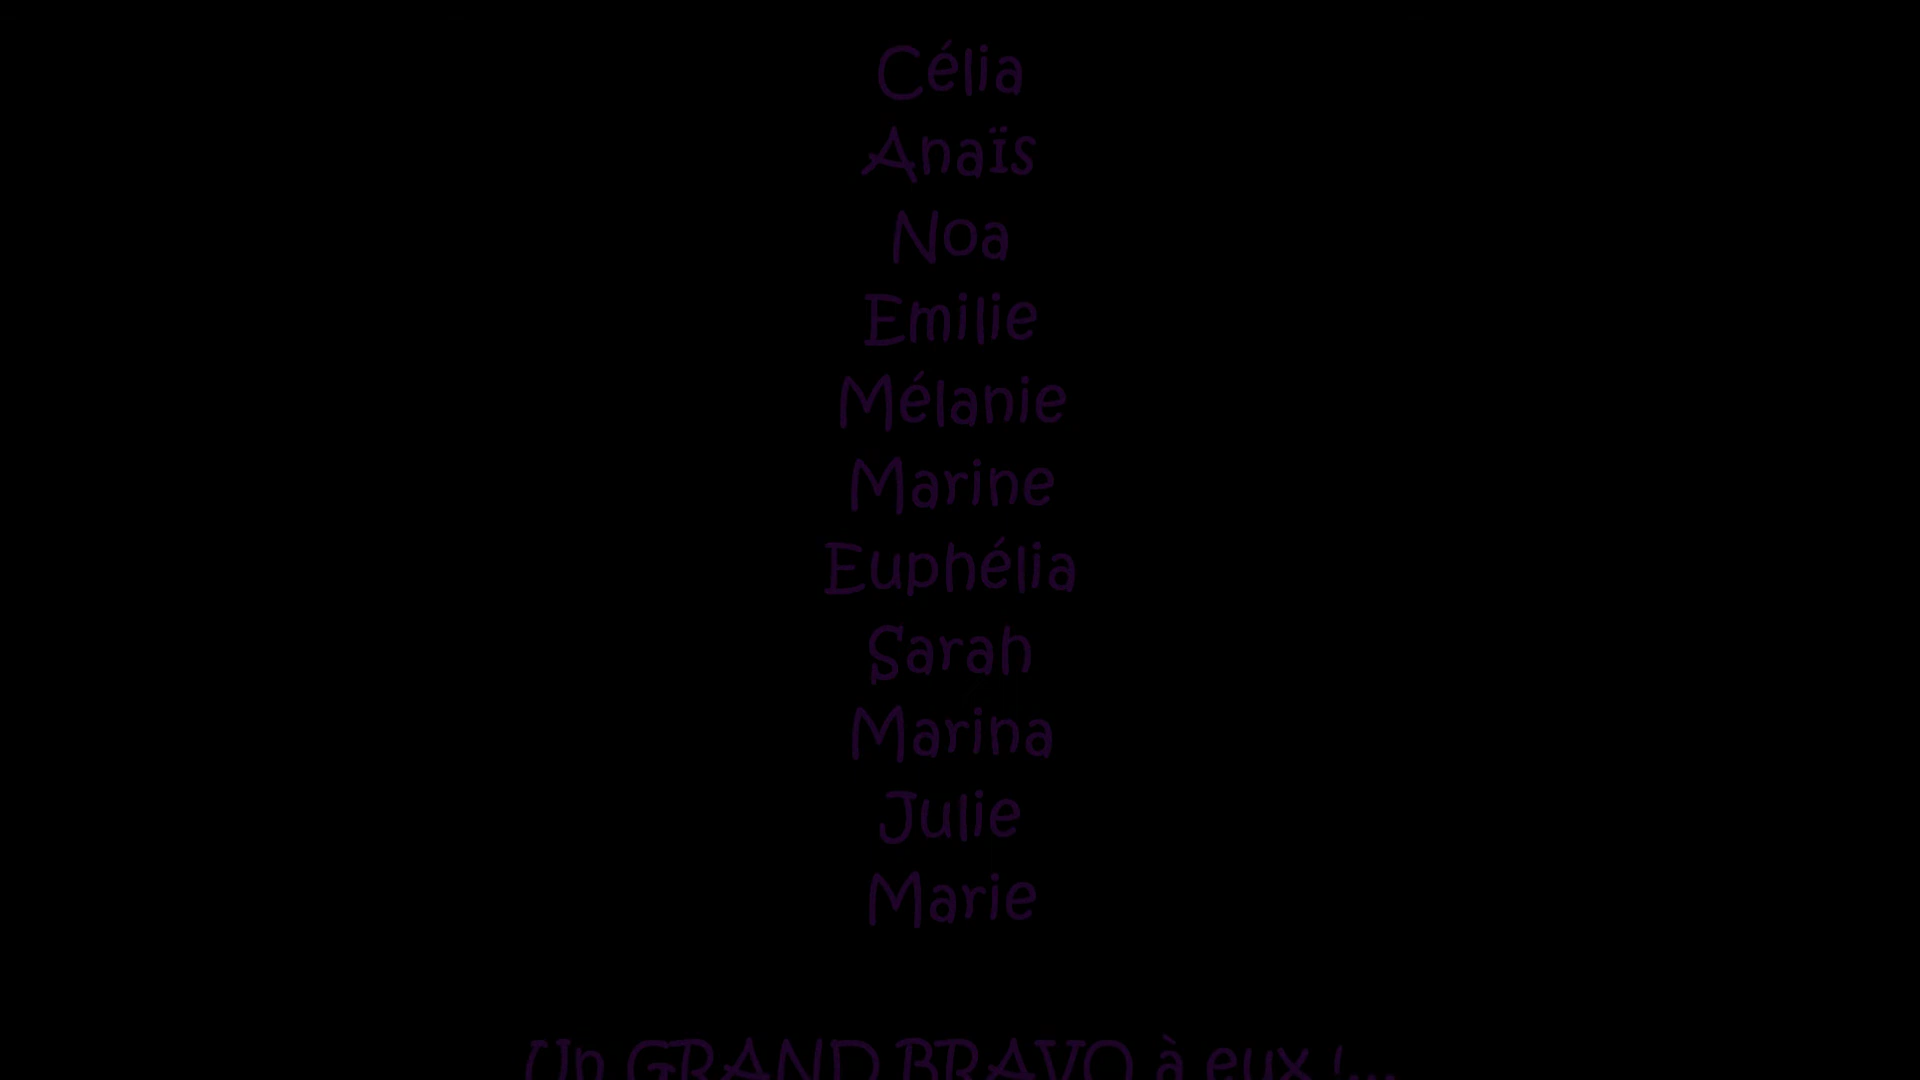 Célia
Anaïs
Noa
Emilie
Mélanie
Marine
Euphélia
Sarah
Marina
Julie
Marie
Un GRAND BRAVO à eux !...